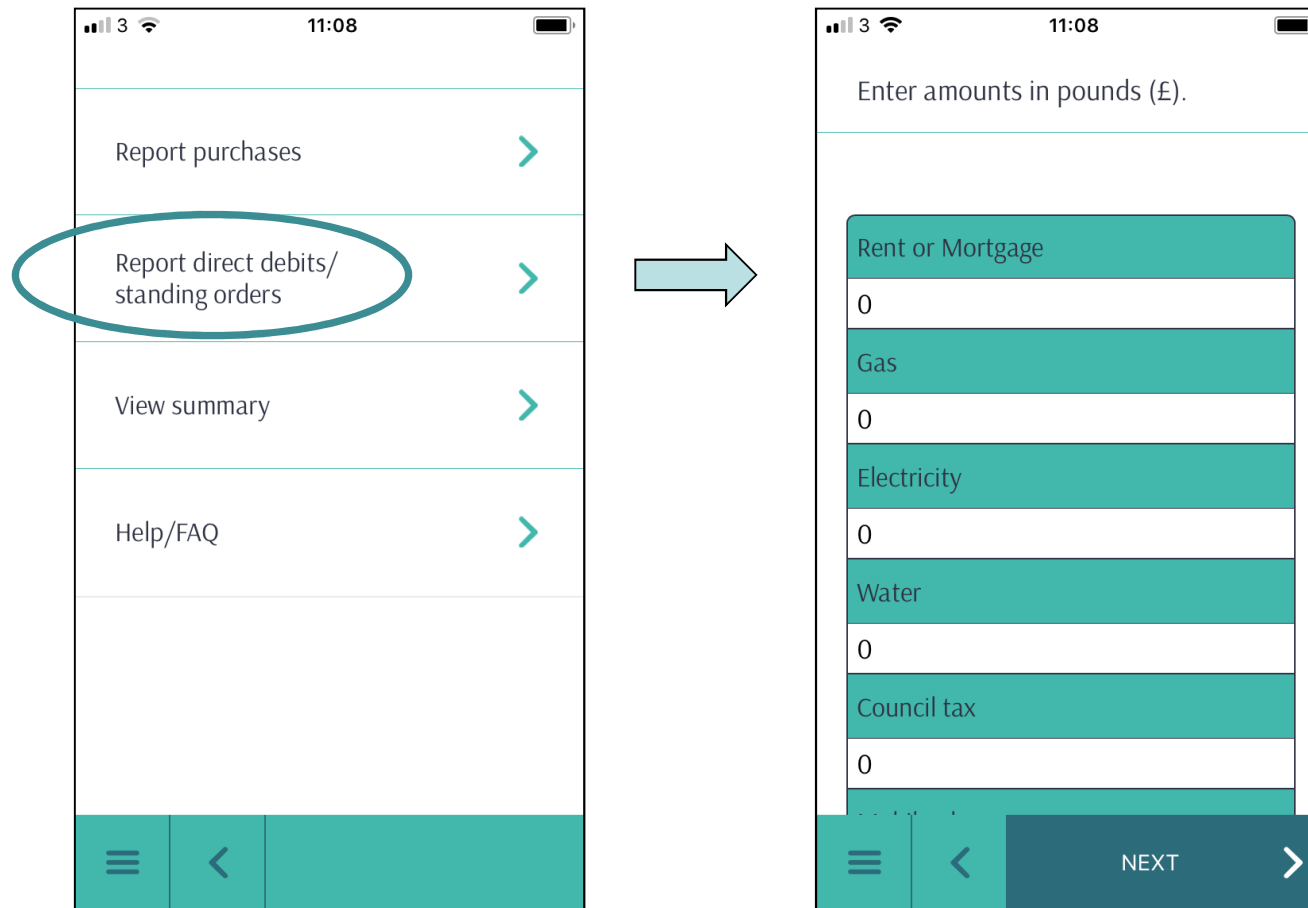 3
11:08
Report purchases
Report direct debits/
standing orders
View summary
Help/FAQ
3
11:08
Enter amounts in pounds (£).
Rent or Mortgage
0
Gas
0
Electricity
0
Water
0
Council tax
0
NEXT